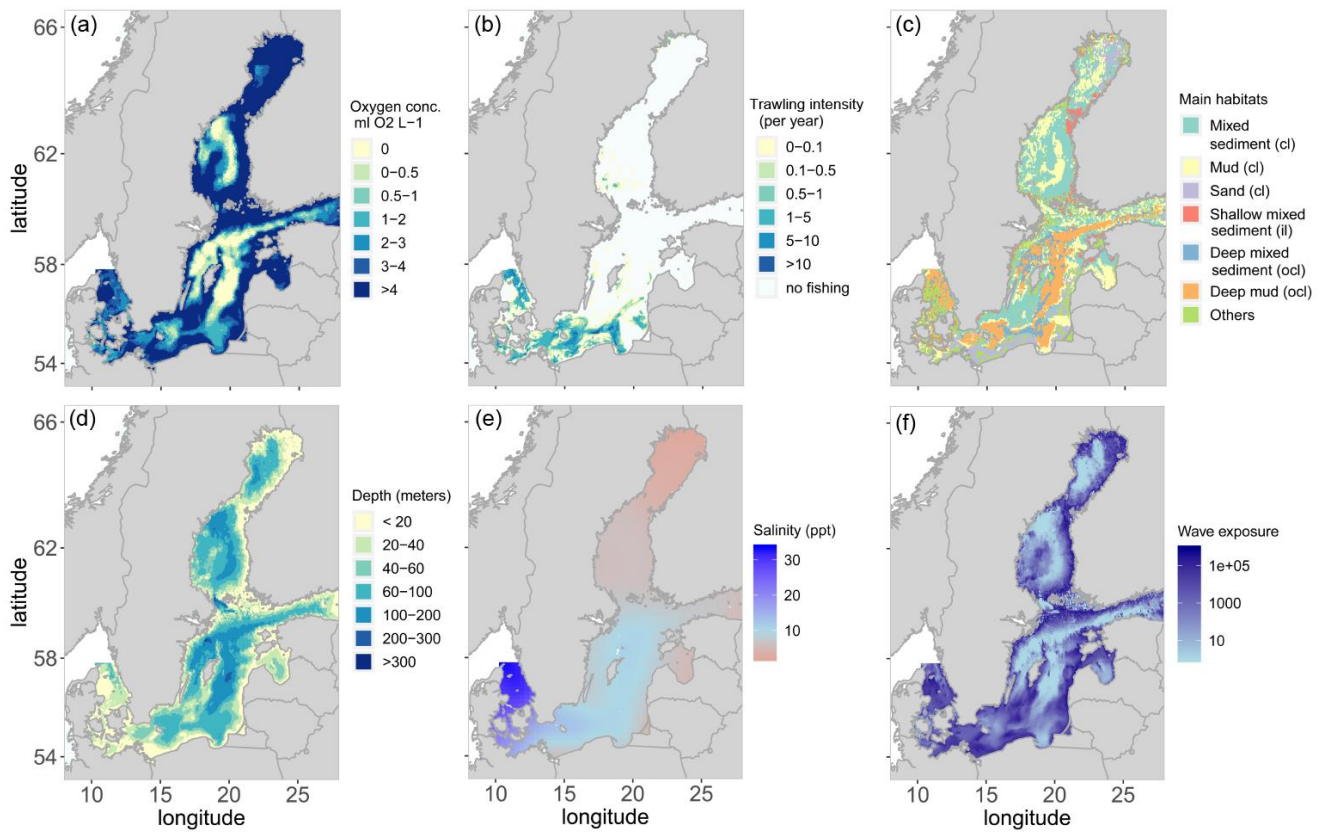 (a)
(b)
(c)
66
62
58
54
latitude
Oxygen conc.
ml O2 L−1
0
0−0.5
0.5−1
1−2
2−3
3−4
>4
Trawling intensity
(per year)
0−0.1
0.1−0.5
0.5−1
1−5
5−10
>10
no fishing
Main habitats
Mixed
sediment (cl)
Mud (cl)
Sand (cl)
Shallow mixed
sediment (il)
Deep mixed
sediment (ocl)
Deep mud (ocl)
Others
(d)
(e)
(f)
66
62
58
54
latitude
Depth (meters)
< 20
20−40
40−60
60−100
100−200
200−300
>300
Salinity (ppt)
30
20
10
Wave exposure
1e+05
1000
10
10 15 20 25
longitude
10 15 20 25
longitude
10 15 20 25
longitude